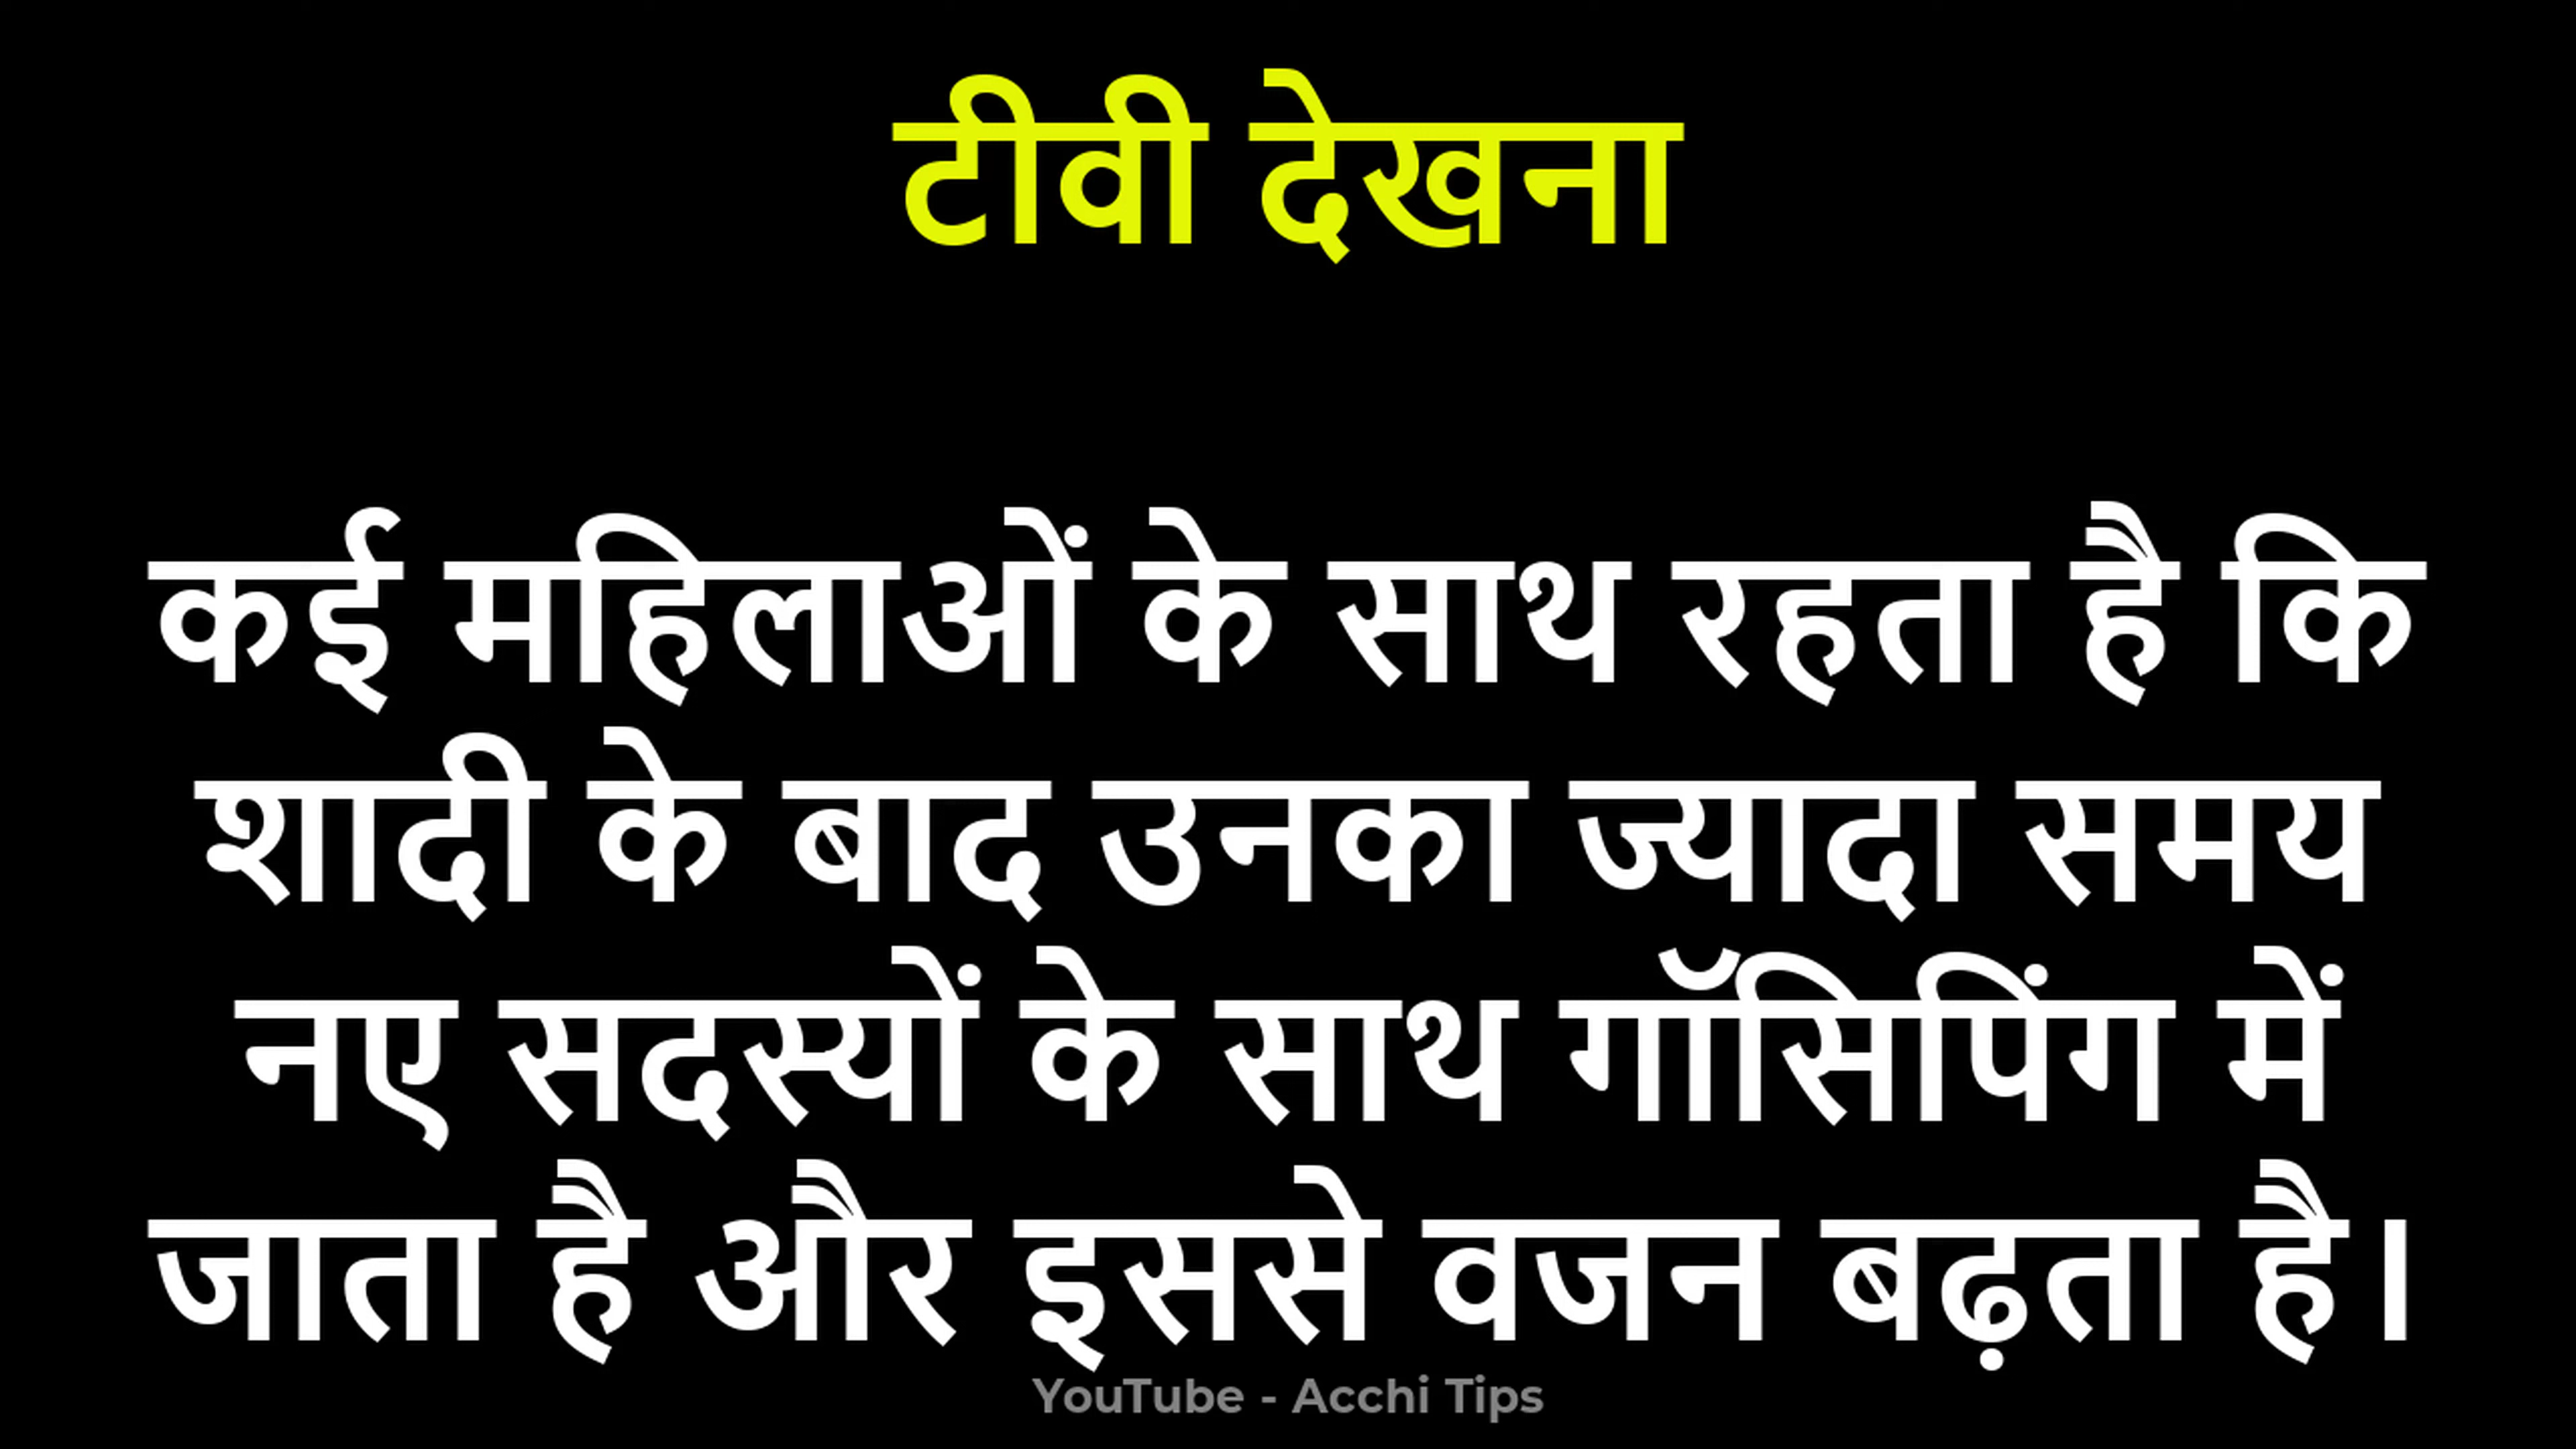 टीवी देखना
कई महिलाओं के साथ रहता है कि
शादी के बाद उनका ज्यादा समय
नए सदस्यों के साथ गॉसिपिंग में
जाता है और इससे वजन बढ़ता है।
YouTube - Acchi Tips